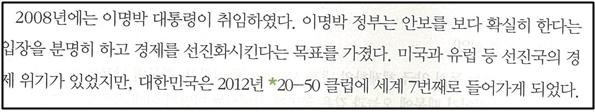 2008년에는 이명박 대통령이 취임하였다. 이명박 정부는 안보를 보다 확실히 한다는
입장을 분명히 하고 경제를 선진화시킨다는 목표를 가졌다. 미국과 유럽 등 선진국의 경
제 위기가 있었지만, 대한민국은 2012년 *20-50 클럽에 세계 7번째로 들어가게 되었다.